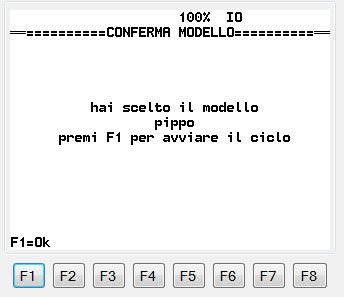 100% IO
══==========CONFERMA MODELLO==========══
hai scelto il modello
pippo
premi F1 per avviare il ciclo
F1=Ok
F1 F2 F3 F4 F5 F6 F7 F8